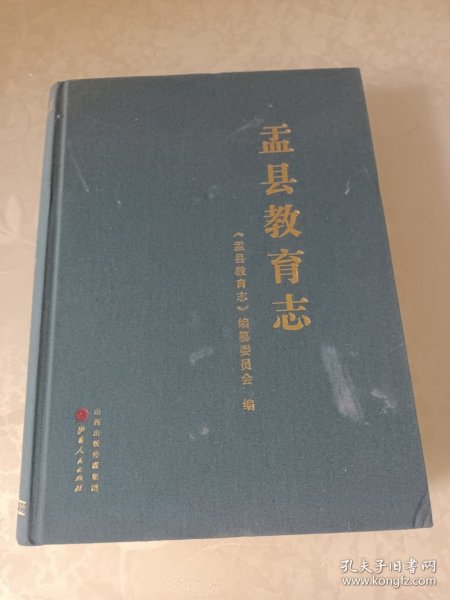 盂县教育志
《盂县教育志》编纂委员会 编
山西出版传媒集团
山西人民出版社
孔夫子旧书网
www.kongfz.com